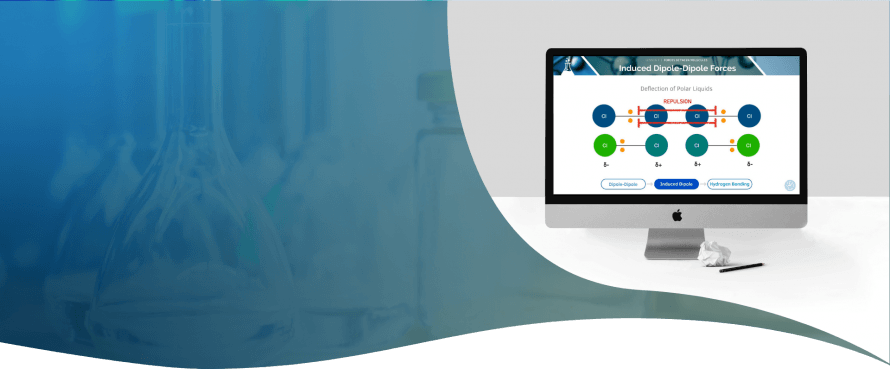 Induced Dipole-Dipole Forces
Deflection of Polar Liquids
REPULSION
Cl Cl Cl Cl
Cl Cl Cl Cl
δ- δ+ δ+ δ-
Dipole-Dipole Induced Dipole Hydrogen Bonding